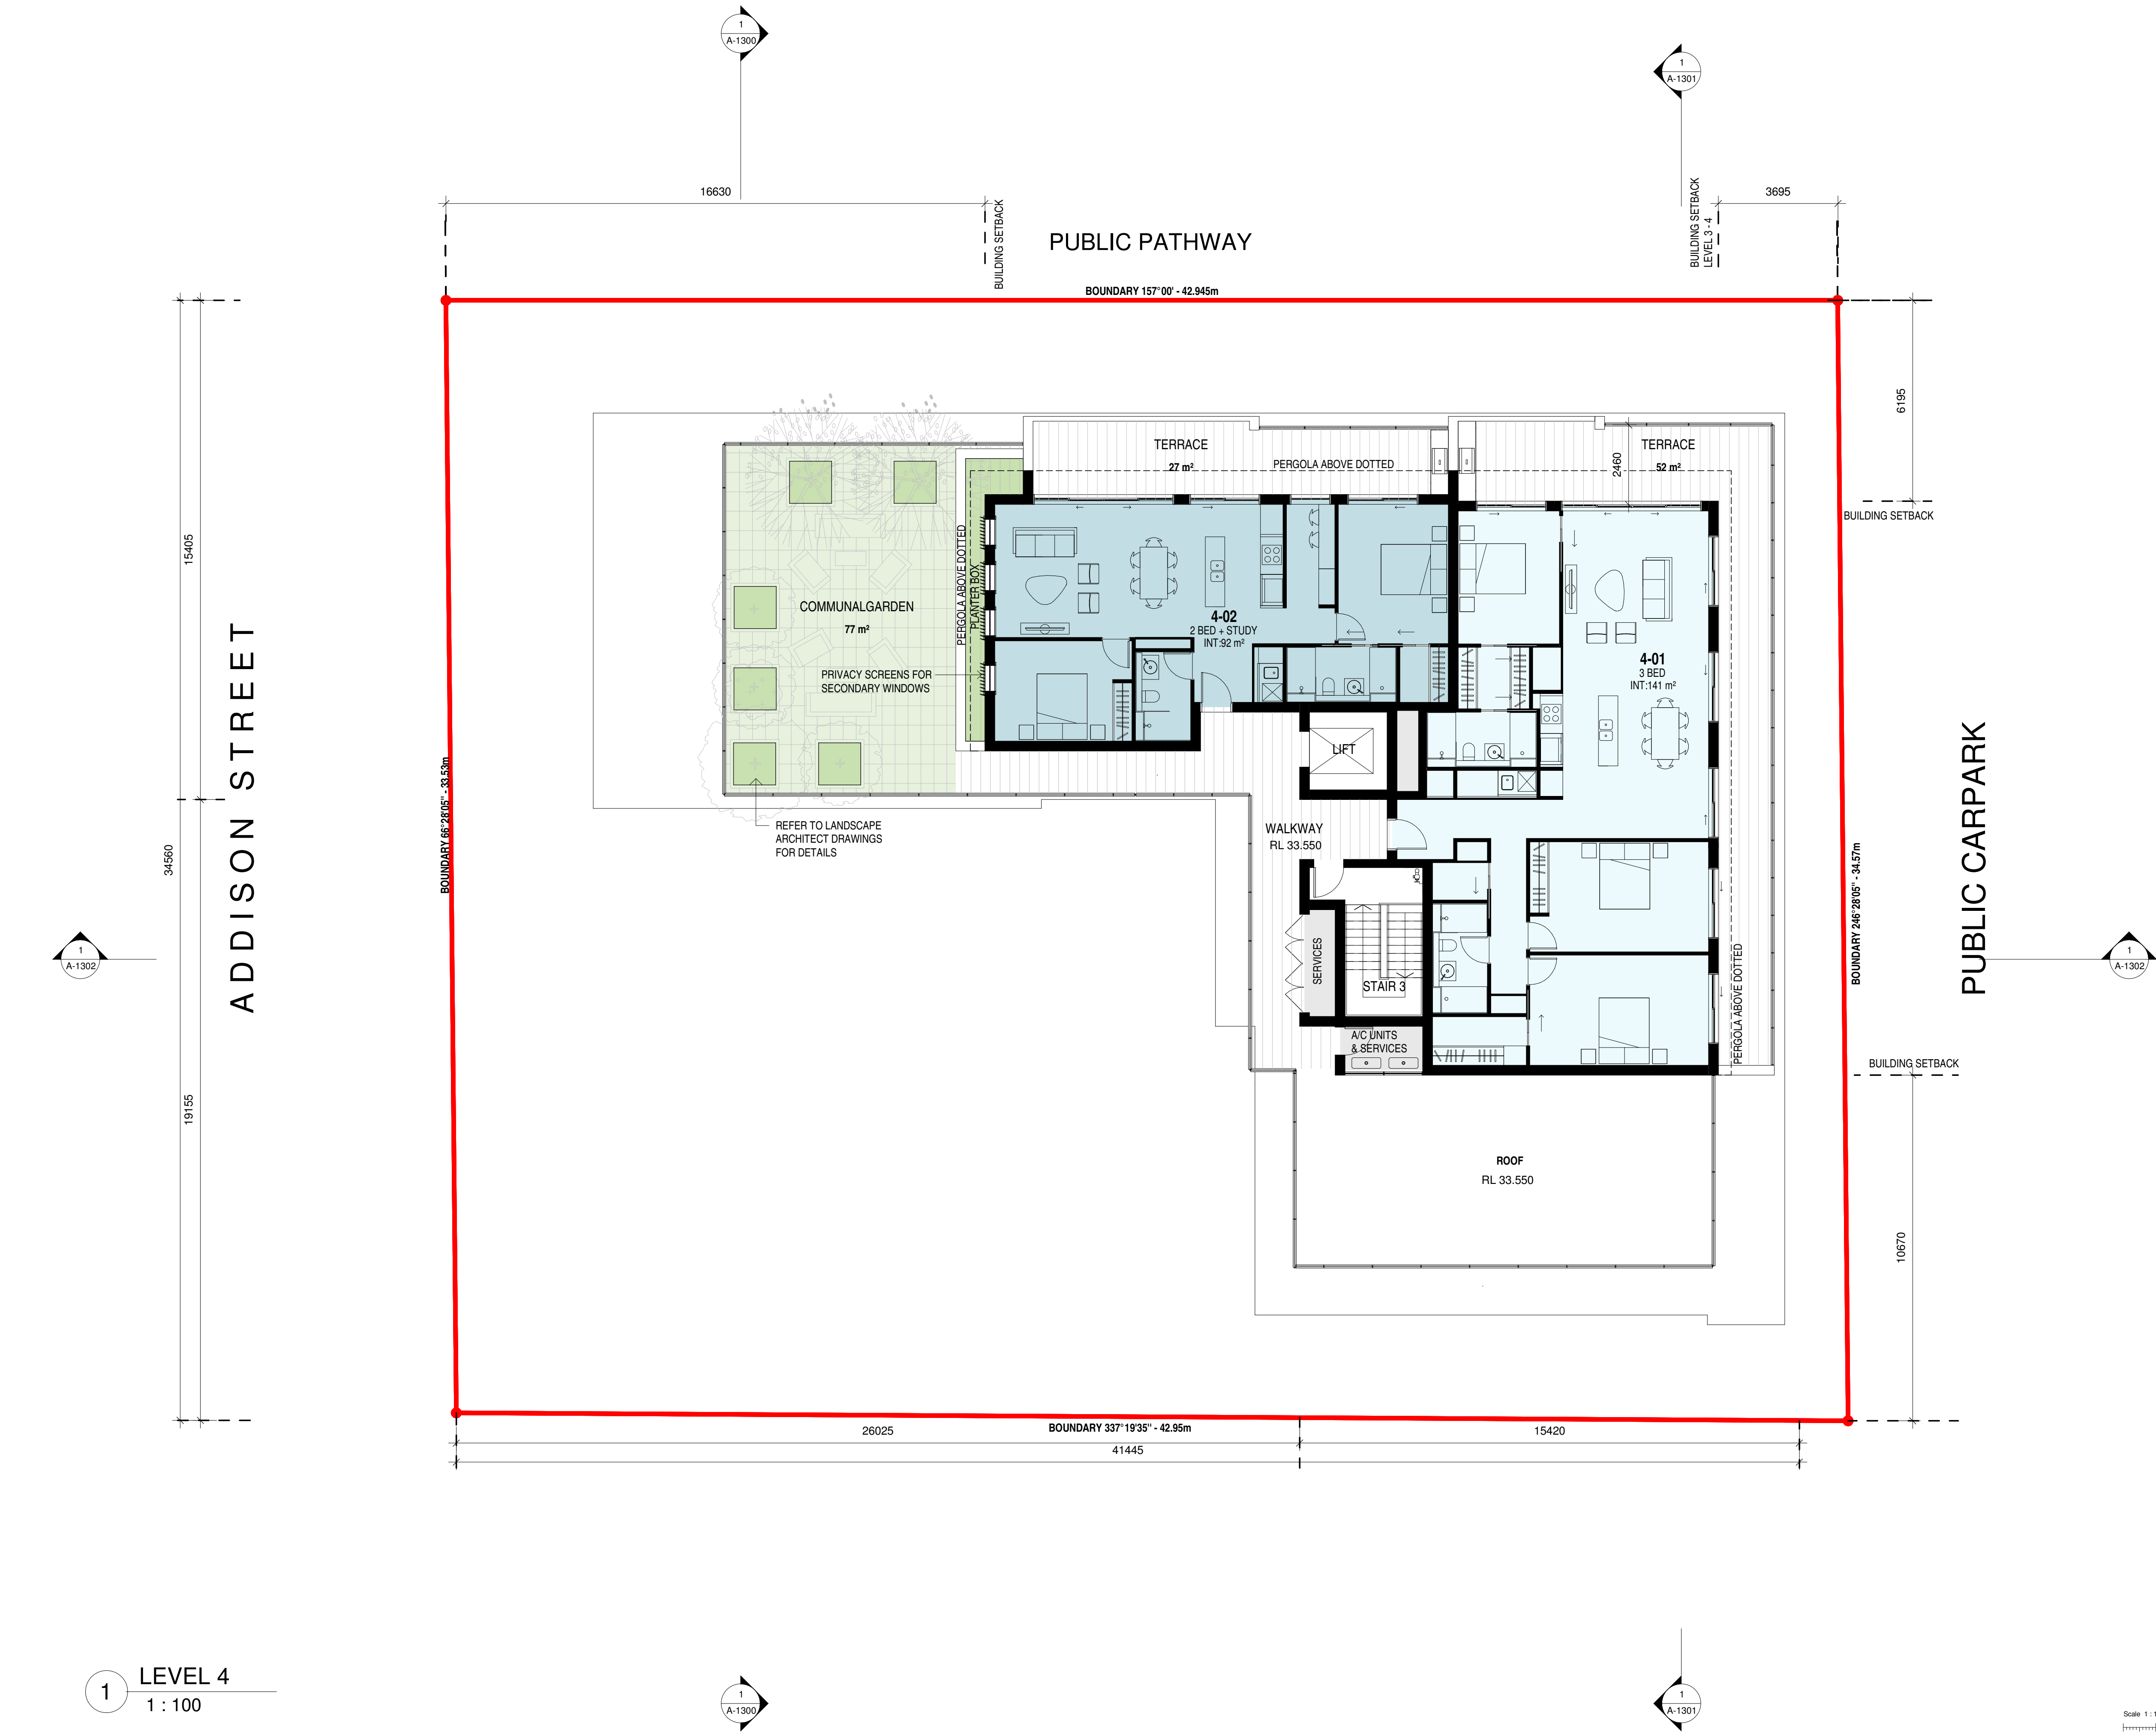 1
A-1300
1
A-1301
16630
3695
BUILDING SETBACK
BUILDING SETBACK
LEVEL 3 - 4
PUBLIC PATHWAY
BOUNDARY 157°00' - 42.945m
6195
BUILDING SETBACK
TERRACE
27 m²
PERGOLA ABOVE DOTTED
TERRACE
52 m²
2460
15405
34560
19155
ADDISON STREET
BOUNDARY 66°28'05" - 33.53m
COMMUNALGARDEN
77 m²
PERGOLA ABOVE DOTTED
PLANTER BOX
PRIVACY SCREENS FOR
SECONDARY WINDOWS
4-02
2 BED + STUDY
INT:92 m²
4-01
3 BED
INT:141 m²
LIFT
REFER TO LANDSCAPE
ARCHITECT DRAWINGS
FOR DETAILS
WALKWAY
RL 33.550
SERVICES
STAIR 3
A/C UNITS
& SERVICES
PERGOLA ABOVE DOTTED
BOUNDARY 246°28'05" - 34.57m
PUBLIC CARPARK
1
A-1302
1
A-1302
BUILDING SETBACK
10670
ROOF
RL 33.550
26025
BOUNDARY 337°19'35" - 42.95m
15420
41445
1
LEVEL 4
1 : 100
1
A-1300
1
A-1301
Scale 1 :